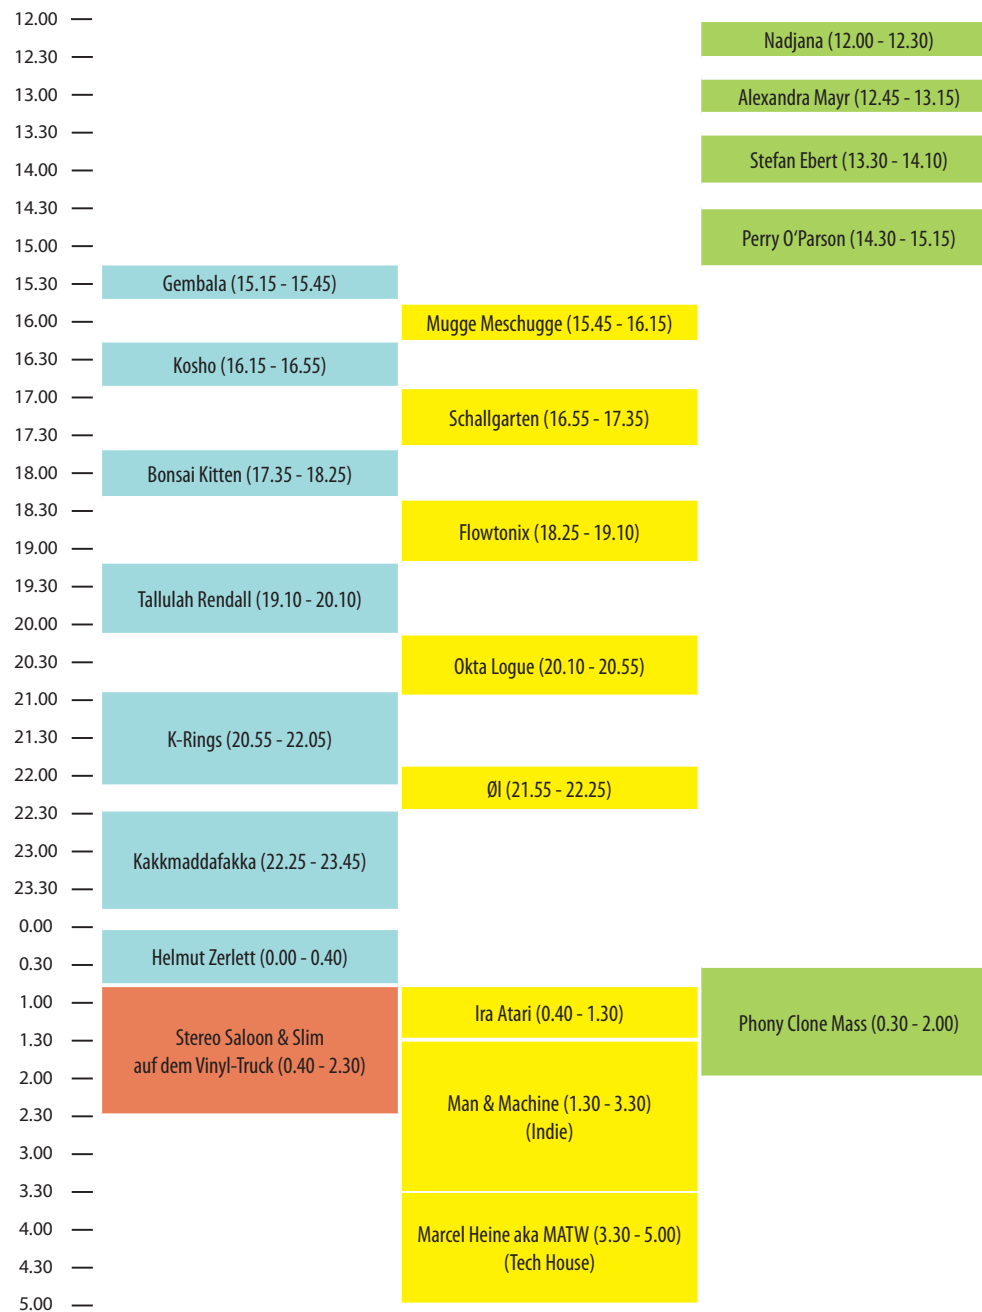 12.00
12.30
13.00
13.30
14.00
14.30
15.00
15.30
16.00
16.30
17.00
17.30
18.00
18.30
19.00
19.30
20.00
20.30
21.00
21.30
22.00
22.30
23.00
23.30
0.00
0.30
1.00
1.30
2.00
2.30
3.00
3.30
4.00
4.30
5.00
Gembala (15.15 - 15.45)
Kosho (16.15 - 16.55)
Bonsai Kitten (17.35 - 18.25)
Tallulah Rendall (19.10 - 20.10)
K-Rings (20.55 - 22.05)
Kakkmaddafakka (22.25 - 23.45)
Helmut Zerlett (0.00 - 0.40)
Stereo Saloon & Slim
auf dem Vinyl-Truck (0.40 - 2.30)
Mugge Meschugge (15.45 - 16.15)
Schallgarten (16.55 - 17.35)
Flowtonix (18.25 - 19.10)
Okta Logue (20.10 - 20.55)
Øl (21.55 - 22.25)
Ira Atari (0.40 - 1.30)
Man & Machine (1.30 - 3.30)
(Indie)
Marcel Heine aka MATW (3.30 - 5.00)
(Tech House)
Nadjana (12.00 - 12.30)
Alexandra Mayr (12.45 - 13.15)
Stefan Ebert (13.30 - 14.10)
Perry O‘Parson (14.30 - 15.15)
Phony Clone Mass (0.30 - 2.00)